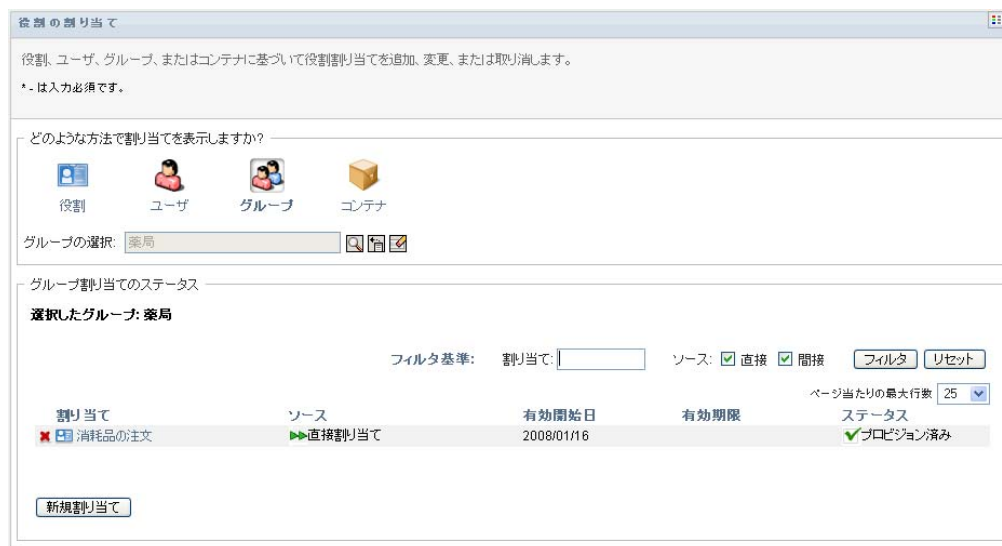 役割の割り当て
役割、ユーザ、グループ、またはコンテナに基づいて役割割り当てを追加、変更、または取り消します。
* - は入力必須です。
どのような方法で割り当てを表示しますか?
役割 ユーザ グループ コンテナ
グループの選択: 薬局
グループ割り当てのステータス
選択したグループ: 薬局
フィルタ基準: 割り当て: ソース: 直接 間接 フィルタ リセット
ページ当たりの最大行数 25
割り当て ソース 有効開始日 有効期限 ステータス
消耗品の注文 直接割り当て 2008/01/16 プロビジョン済み
新規割り当て